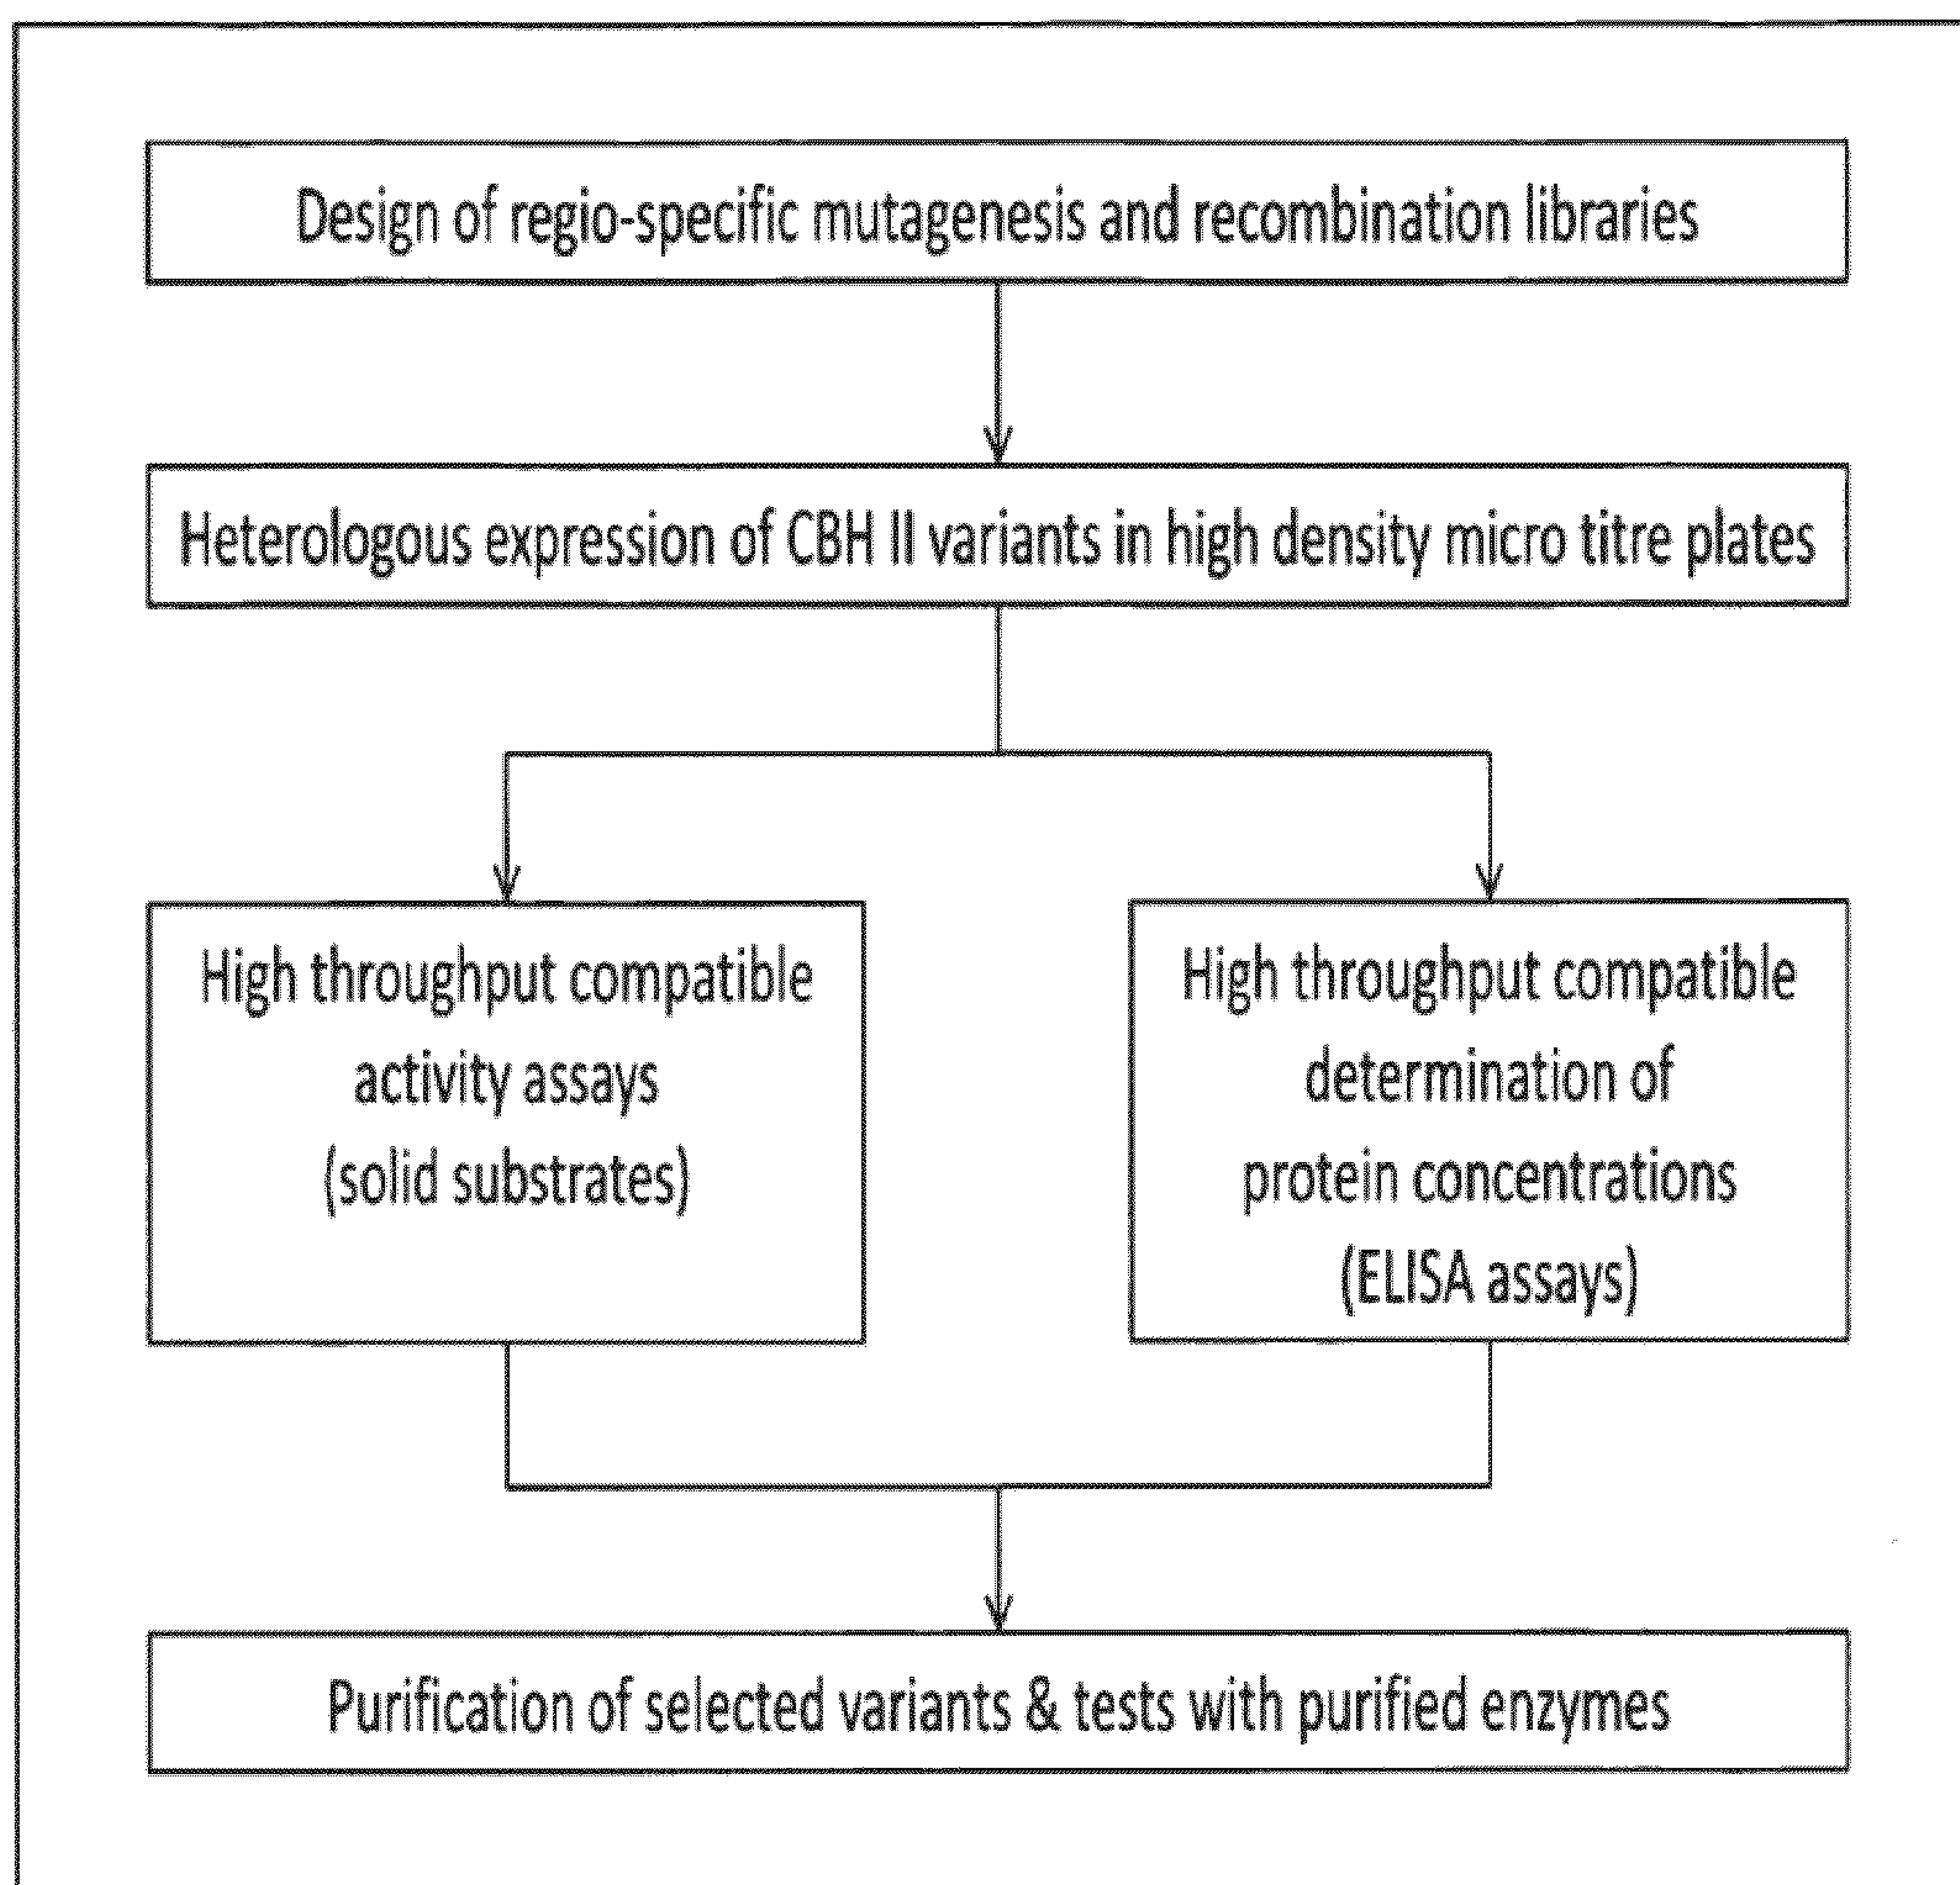 Design of regio-specific mutagenesis and recombination libraries
Heterologous expression of CBH II variants in high density micro titre plates
High throughput compatible
activity assays
(solid substrates)
High throughput compatible
determination of
protein concentrations
(ELISA assays)
Purification of selected variants & tests with purified enzymes